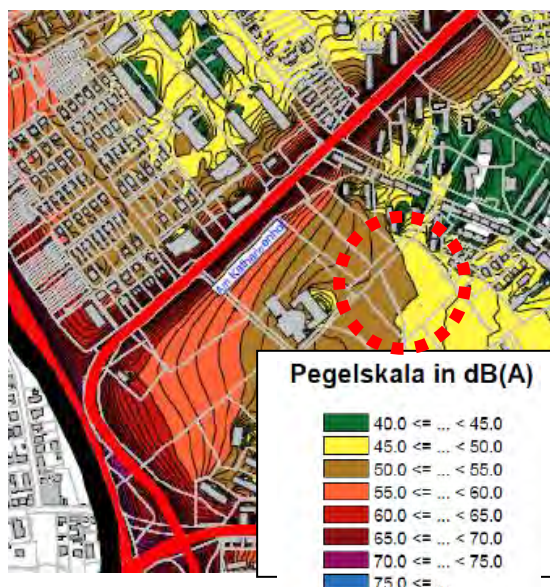 Am Katharinenhof
Pegelskala in dB(A)
40.0 <= ... < 45.0
45.0 <= ... < 50.0
50.0 <= ... < 55.0
55.0 <= ... < 60.0
60.0 <= ... < 65.0
65.0 <= ... < 70.0
70.0 <= ... < 75.0
75.0 <= ...